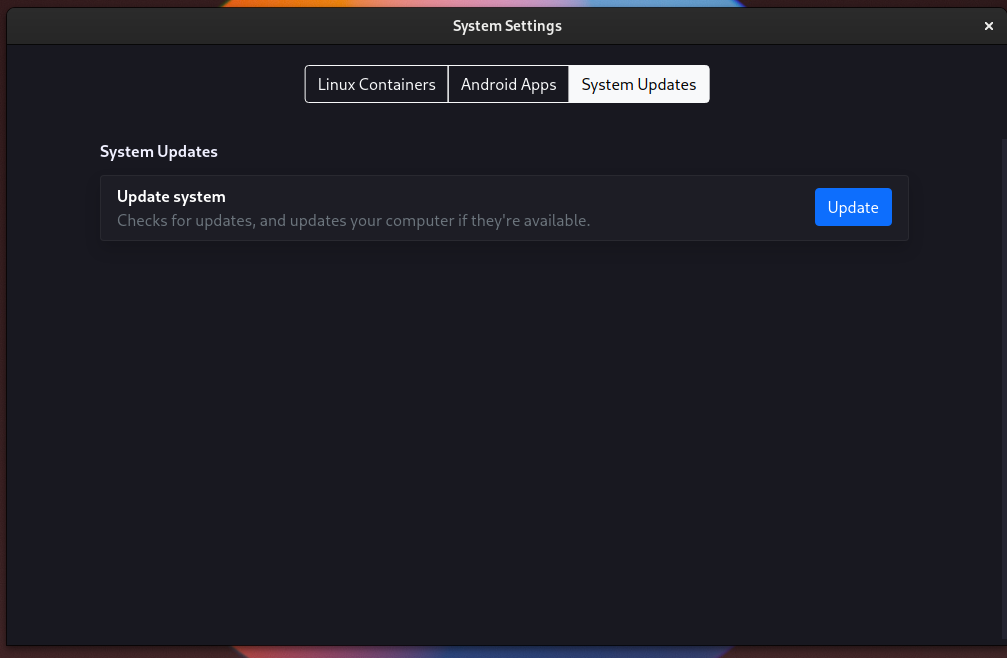 System Settings
Linux Containers Android Apps System Updates
System Updates
Update system
Checks for updates, and updates your computer if they're available.
Update